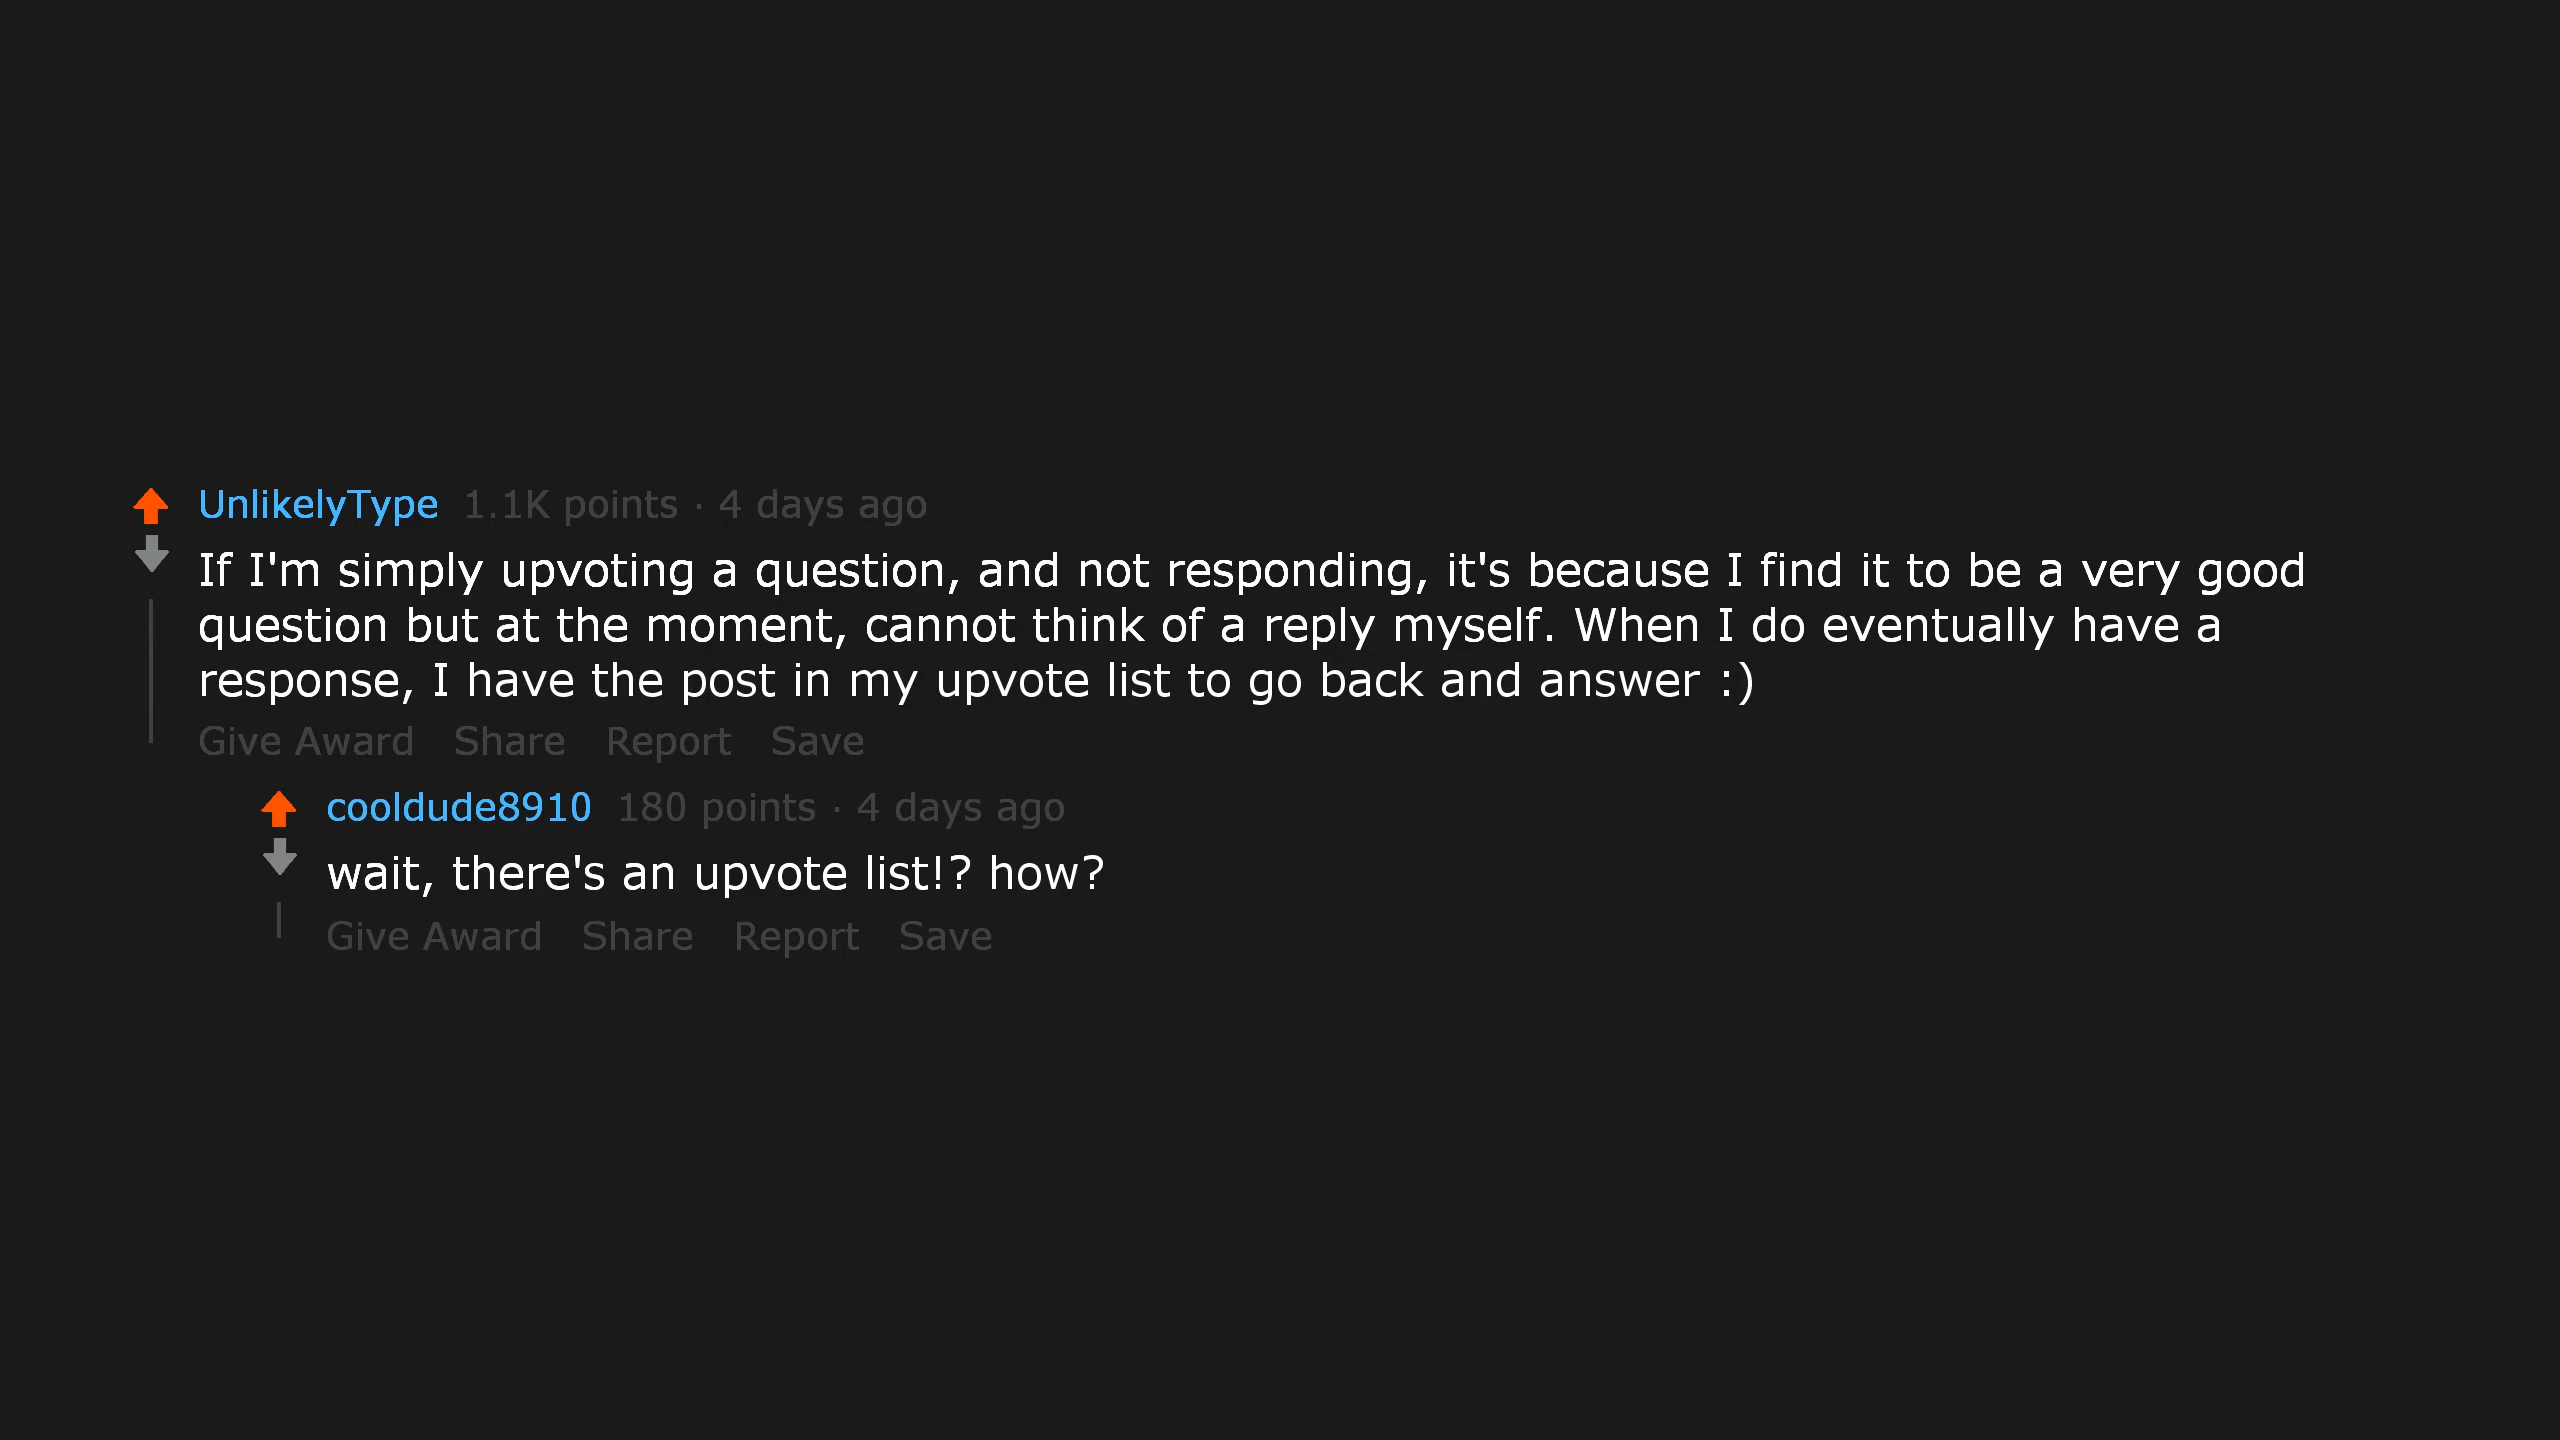 UnlikelyType 1.1K points · 4 days ago
If I'm simply upvoting a question, and not responding, it's because I find it to be a very good
question but at the moment, cannot think of a reply myself. When I do eventually have a
response, I have the post in my upvote list to go back and answer :)
Give Award Share Report Save
cooldude8910 180 points · 4 days ago
wait, there's an upvote list!? how?
Give Award Share Report Save